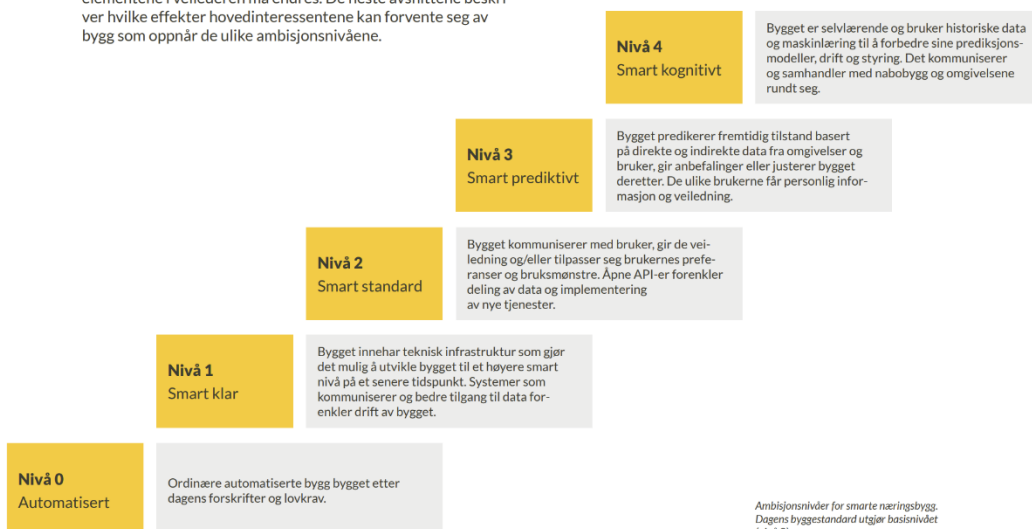 ver hvilke effekter hovedinteressentene kan forvente seg av
bygg som oppnår de ulike ambisjonsnivåene.
Nivå 4
Smart kognitivt
Bygget er selvlærende og bruker historiske data
og maskinlæring til å forbedre sine prediksjons-
modeller, drift og styring. Det kommuniserer
og samhandler med nabobygg og omgivelsene
rundt seg.
Nivå 3
Smart prediktivt
Bygget predikerer fremtidig tilstand basert
på direkte og indirekte data fra omgivelser og
bruker, gir anbefalinger eller justerer bygget
deretter. De ulike brukerne får personlig infor-
masjon og veiledning.
Nivå 2
Smart standard
Bygget kommuniserer med bruker, gir de vei-
ledning og/eller tilpasser seg brukernes prefe-
ranser og bruksmønstre. Åpne API-er forenkler
deling av data og implementering
av nye tjenester.
Nivå 1
Smart klar
Bygget innehar teknisk infrastruktur som gjør
det mulig å utvikle bygget til et høyere smart
nivå på et senere tidspunkt. Systemer som
kommuniserer og bedre tilgang til data for-
enkler drift av bygget.
Nivå 0
Automatisert
Ordinære automatiserte bygg bygget etter
dagens forskrifter og lovkrav.
Ambisjonsnivåer for smarte næringsbygg.
Dagens byggestandard utgjør basisnivået